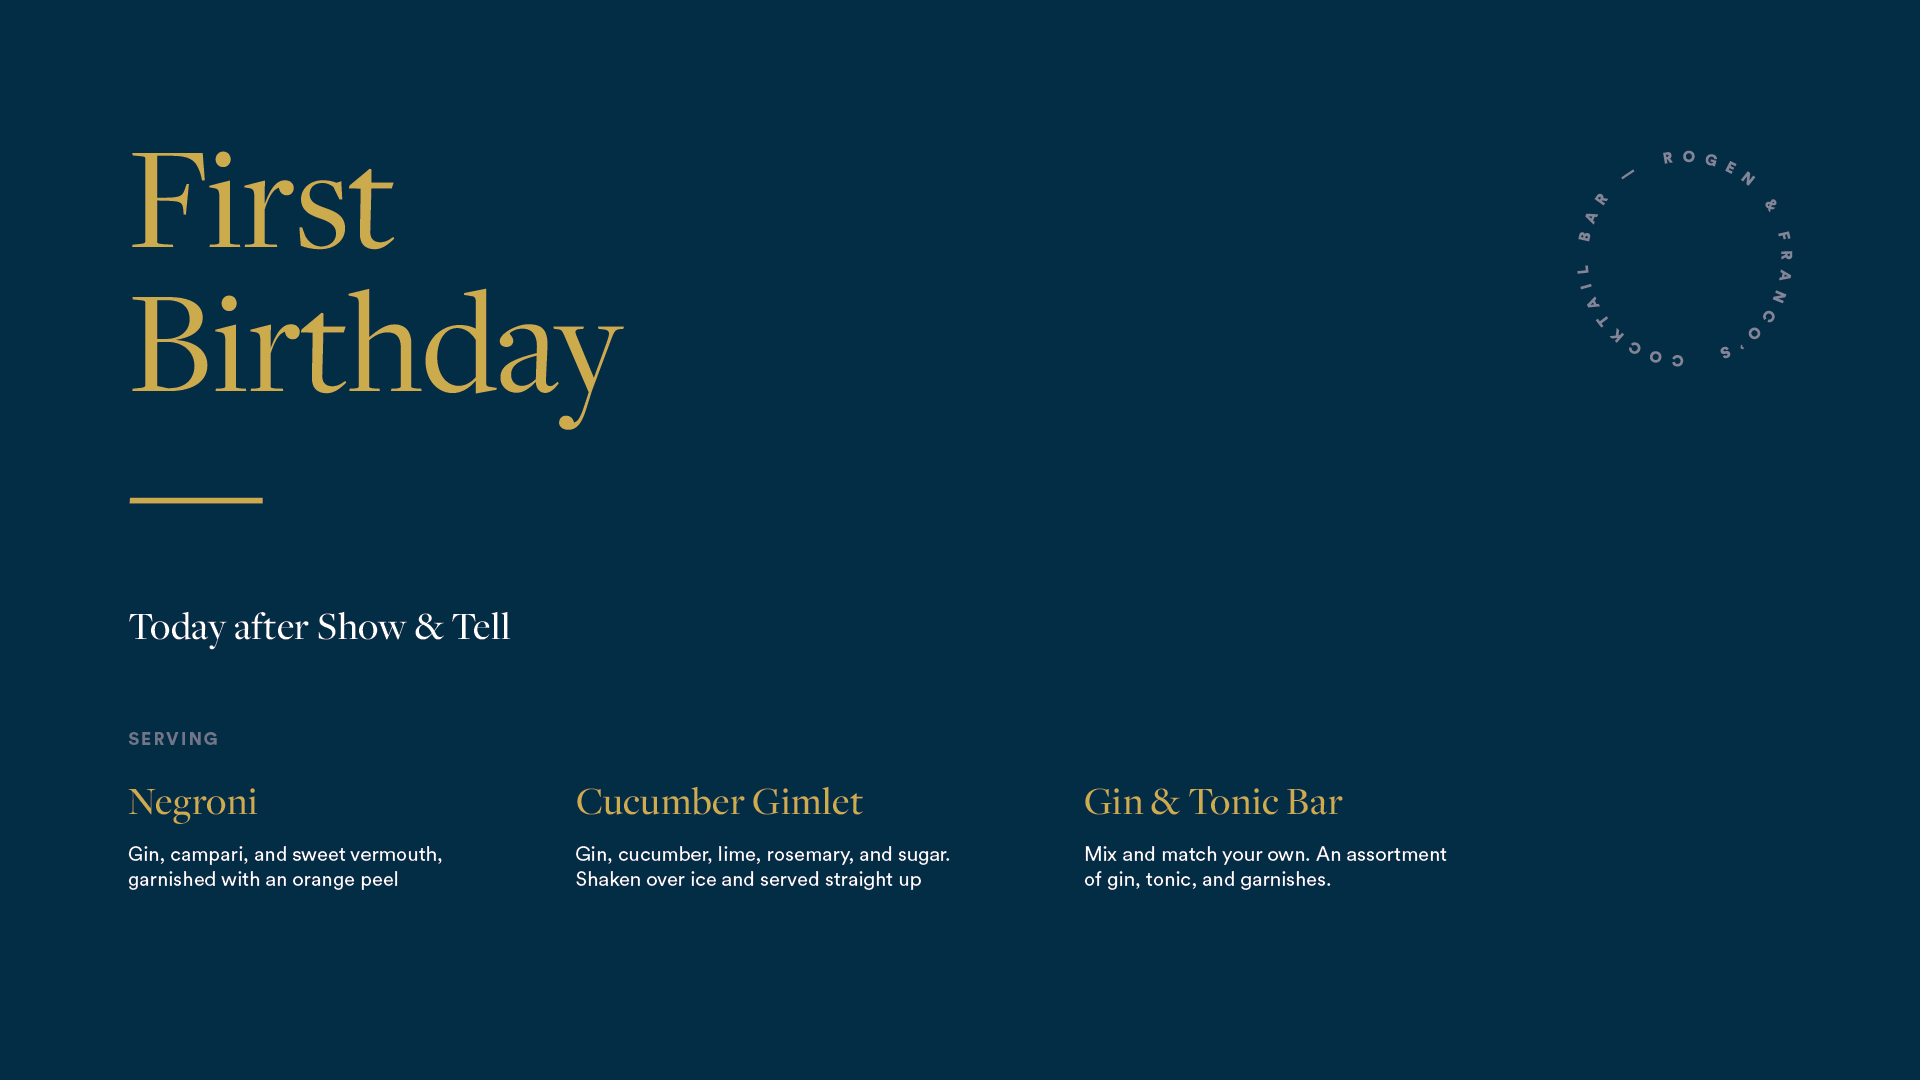 First
Birthday
ROGEN & FRANCO'S COCKTAIL BAR —
Today after Show & Tell
SERVING
Negroni
Gin, campari, and sweet vermouth,
garnished with an orange peel
Cucumber Gimlet
Gin, cucumber, lime, rosemary, and sugar.
Shaken over ice and served straight up
Gin & Tonic Bar
Mix and match your own. An assortment
of gin, tonic, and garnishes.